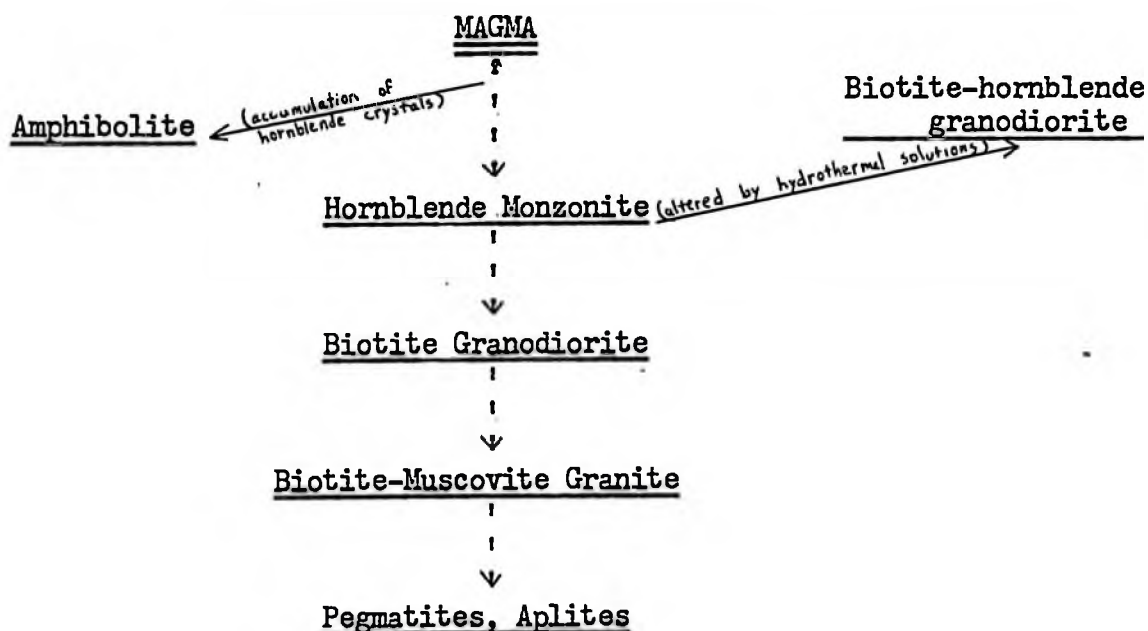 MAGMA
(accumulation of
hornblende crystals)
Amphibolite
Biotite-hornblende
granodiorite
Hornblende Monzonite
(altered by hydrothermal solutions)
Biotite Granodiorite
Biotite-Muscovite Granite
Pegmatites, Aplites